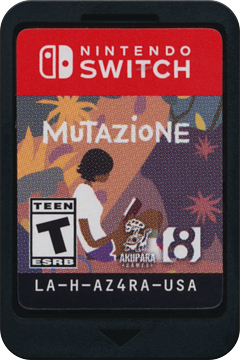 NINTENDO
SWITCH
MUTAZIONE
TEEN
T
ESRB
AKUPARA
GAMES
8
LA-H-AZ4RA-USA